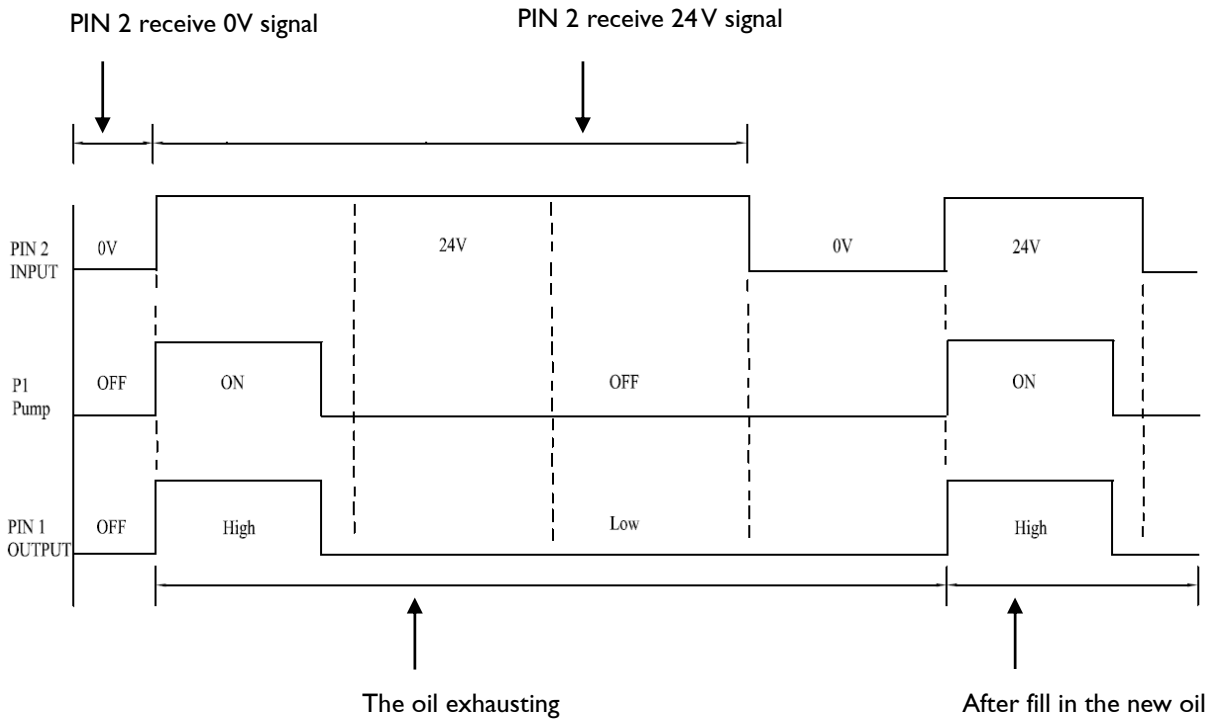 PIN 2 receive 0V signal
PIN 2 receive 24V signal
PIN 2
INPUT
0V
24V
0V
24V
P1
Pump
OFF
ON
OFF
ON
PIN 1
OUTPUT
OFF
High
Low
High
The oil exhausting
After fill in the new oil